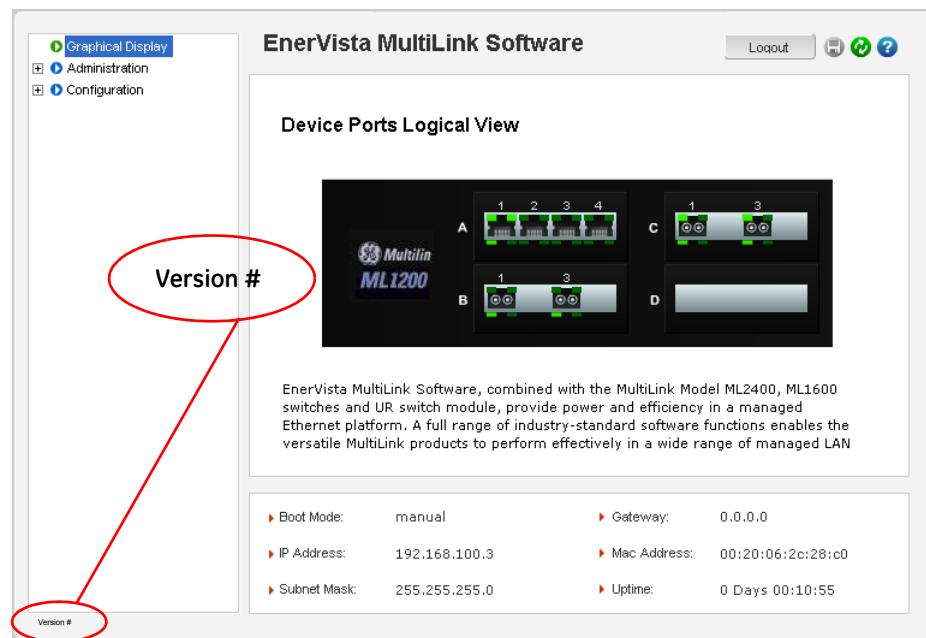 Graphical Display
Administration
Configuration
EnerVista MultiLink Software
Logout
Device Ports Logical View
1 2 3 4
A
1 3
C
Multilin
ML1200
1 3
B
D
Version #
EnerVista MultiLink Software, combined with the MultiLink Model ML2400, ML1600
switches and UR switch module, provide power and efficiency in a managed
Ethernet platform. A full range of industry-standard software functions enables the
versatile MultiLink products to perform effectively in a wide range of managed LAN
Boot Mode: manual
Gateway: 0.0.0.0
IP Address: 192.168.100.3
Mac Address: 00:20:06:2c:28:c0
Subnet Mask: 255.255.255.0
Uptime: 0 Days 00:10:55
Version #